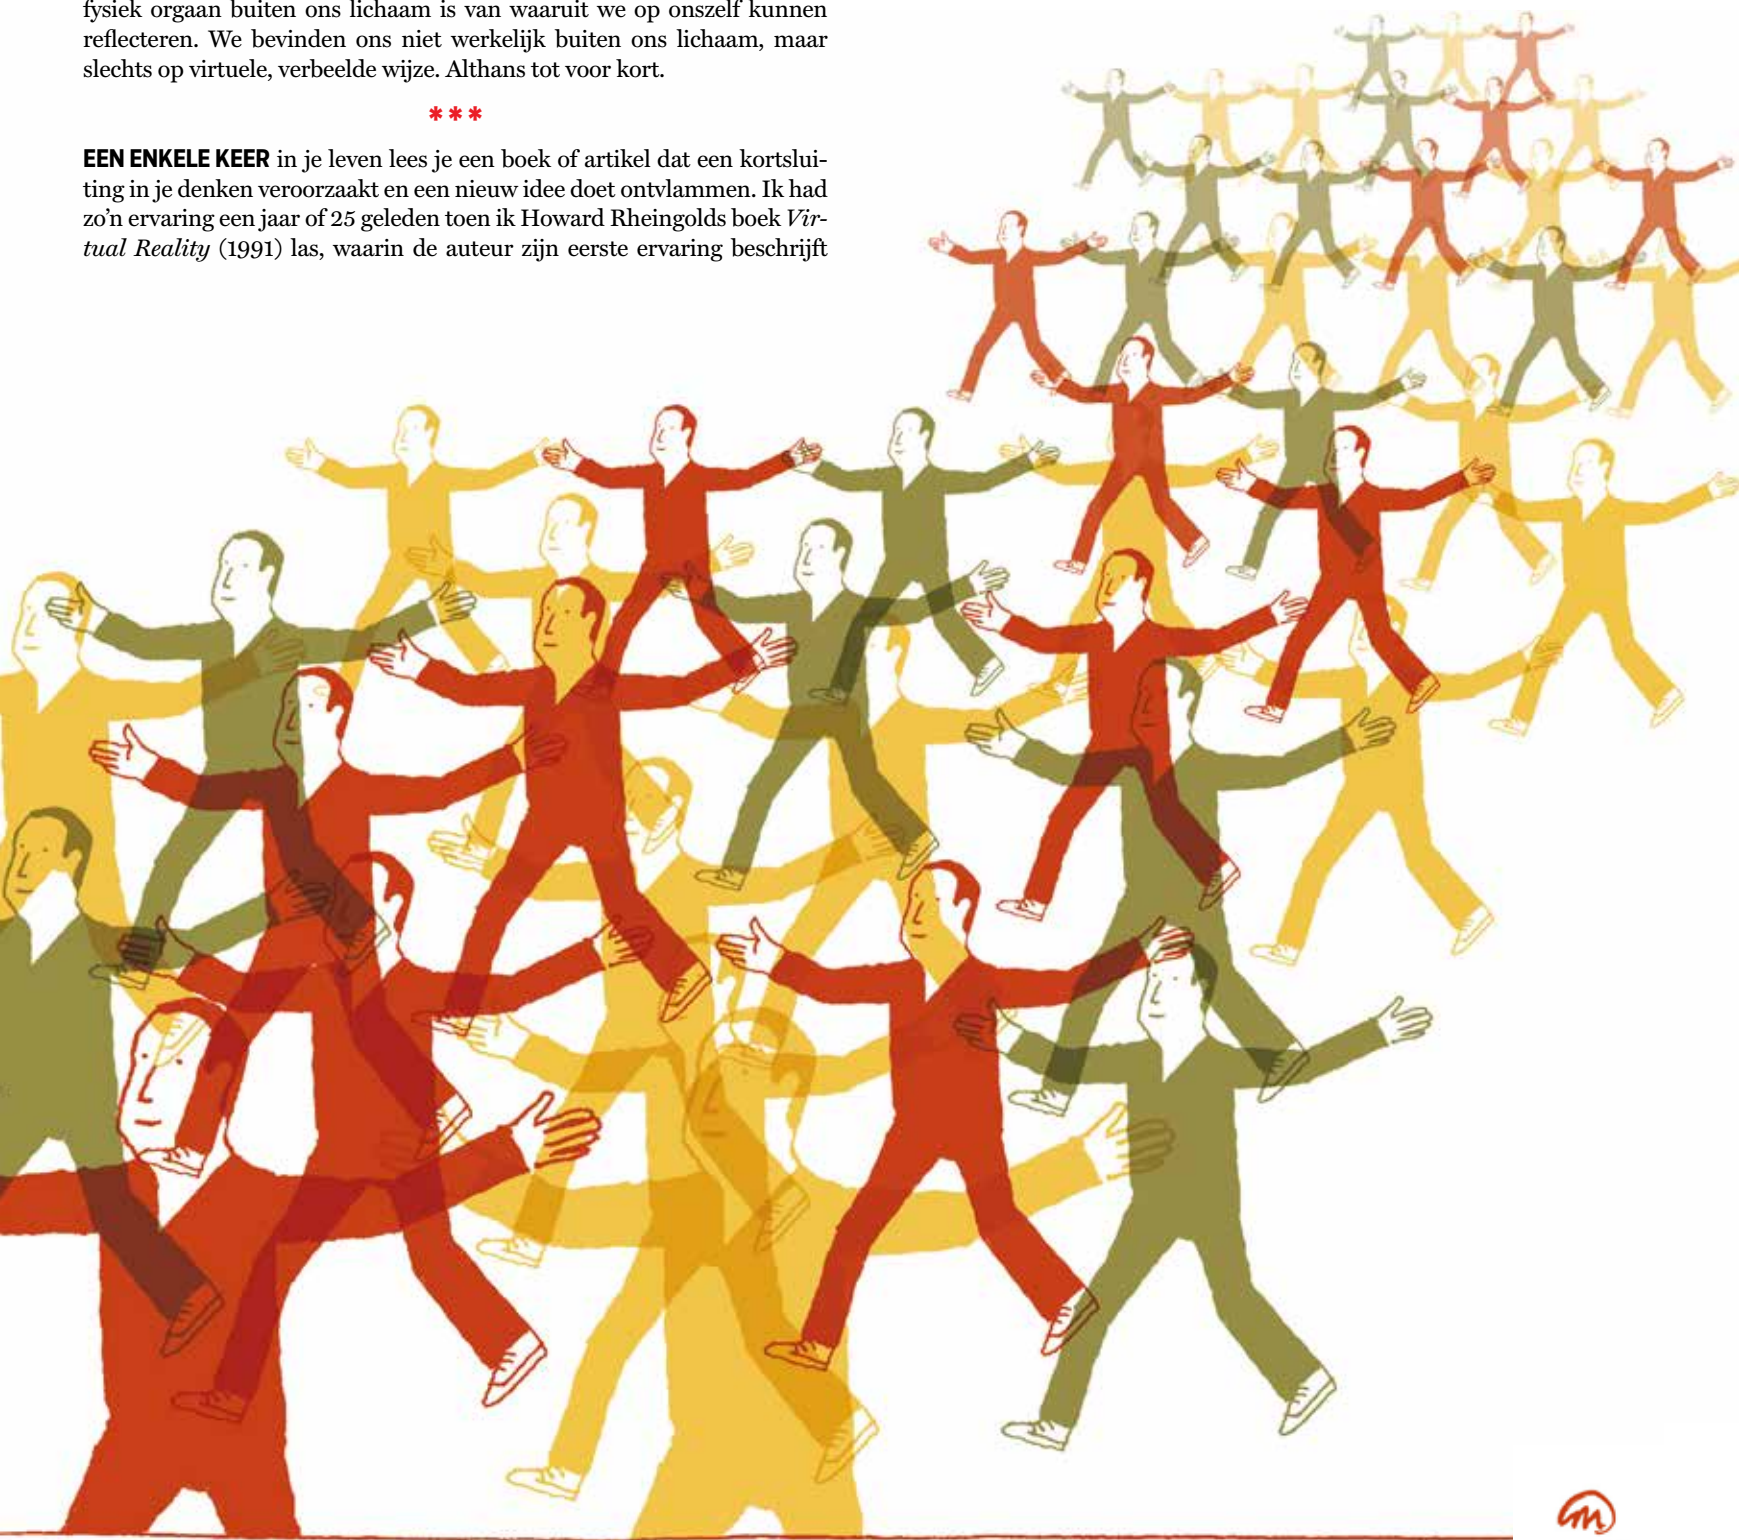 fysiek orgaan buiten ons lichaam is van waaruit we op onszelf kunnen
reflecteren. We bevinden ons niet werkelijk buiten ons lichaam, maar
slechts op virtuele, verbeelde wijze. Althans tot voor kort.
***
EEN ENKELE KEER in je leven lees je een boek of artikel dat een kortslui-
ting in je denken veroorzaakt en een nieuw idee doet ontvlammen. Ik had
zo’n ervaring een jaar of 25 geleden toen ik Howard Rheingolds boek Vir-
tual Reality (1991) las, waarin de auteur zijn eerste ervaring beschrijft